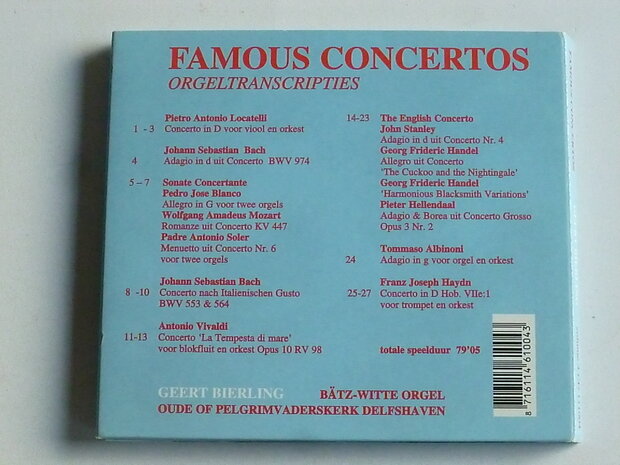 FAMOUS CONCERTOS
ORGELTRANSCRIPTIES
Pietro Antonio Locatelli
1 - 3 Concerto in D voor viool en orkest
Johann Sebastian Bach
4 Adagio in d uit Concerto BWV 974
5 – 7 Sonate Concertante
Pedro Jose Blanco
Allegro in G voor twee orgels
Wolfgang Amadeus Mozart
Romanze uit Concerto KV 447
Padre Antonio Soler
Menuetto uit Concerto Nr. 6
voor twee orgels
Johann Sebastian Bach
8 -10 Concerto nach Italienischen Gusto
BWV 553 & 564
Antonio Vivaldi
11-13 Concerto 'La Tempesta di mare'
voor blokfluit en orkest Opus 10 RV 98
14-23 The English Concerto
John Stanley
Adagio in d uit Concerto Nr. 4
Georg Frideric Handel
Allegro uit Concerto
'The Cuckoo and the Nightingale'
Georg Frideric Handel
'Harmonious Blacksmith Variations'
Pieter Hellendaal
Adagio & Borea uit Concerto Grosso
Opus 3 Nr. 2
Tommaso Albinoni
24 Adagio in g voor orgel en orkest
Franz Joseph Haydn
25-27 Concerto in D Hob. VIIe:1
voor trompet en orkest
totale speelduur 79'05
8 716114 610043
GEERT BIERLING BÄTZ-WITTE ORGEL
OUDE OF PELGRIMVADERSKERK DELFSHAVEN